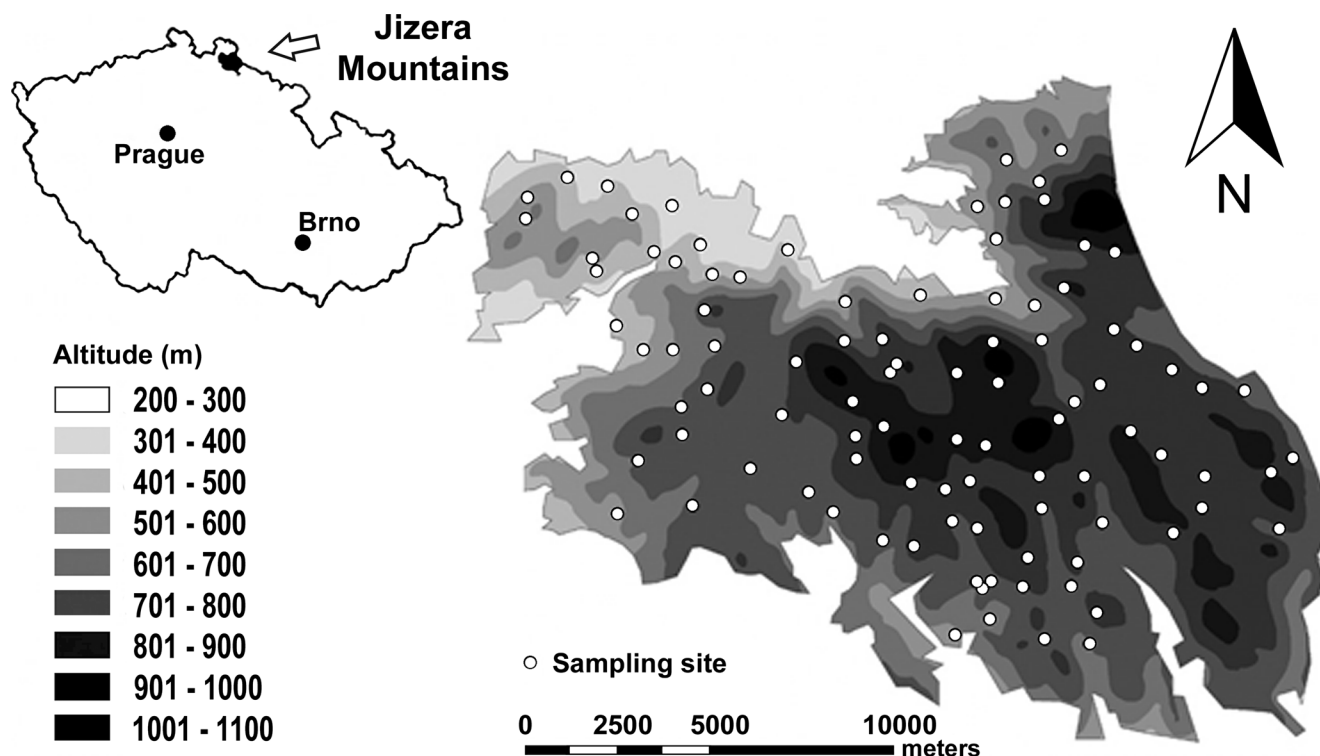 Jizera
Mountains
Prague
Brno
N
Altitude (m)
200 - 300
301 - 400
401 - 500
501 - 600
601 - 700
701 - 800
801 - 900
901 - 1000
1001 - 1100
Sampling site
0 2500 5000 10000
meters